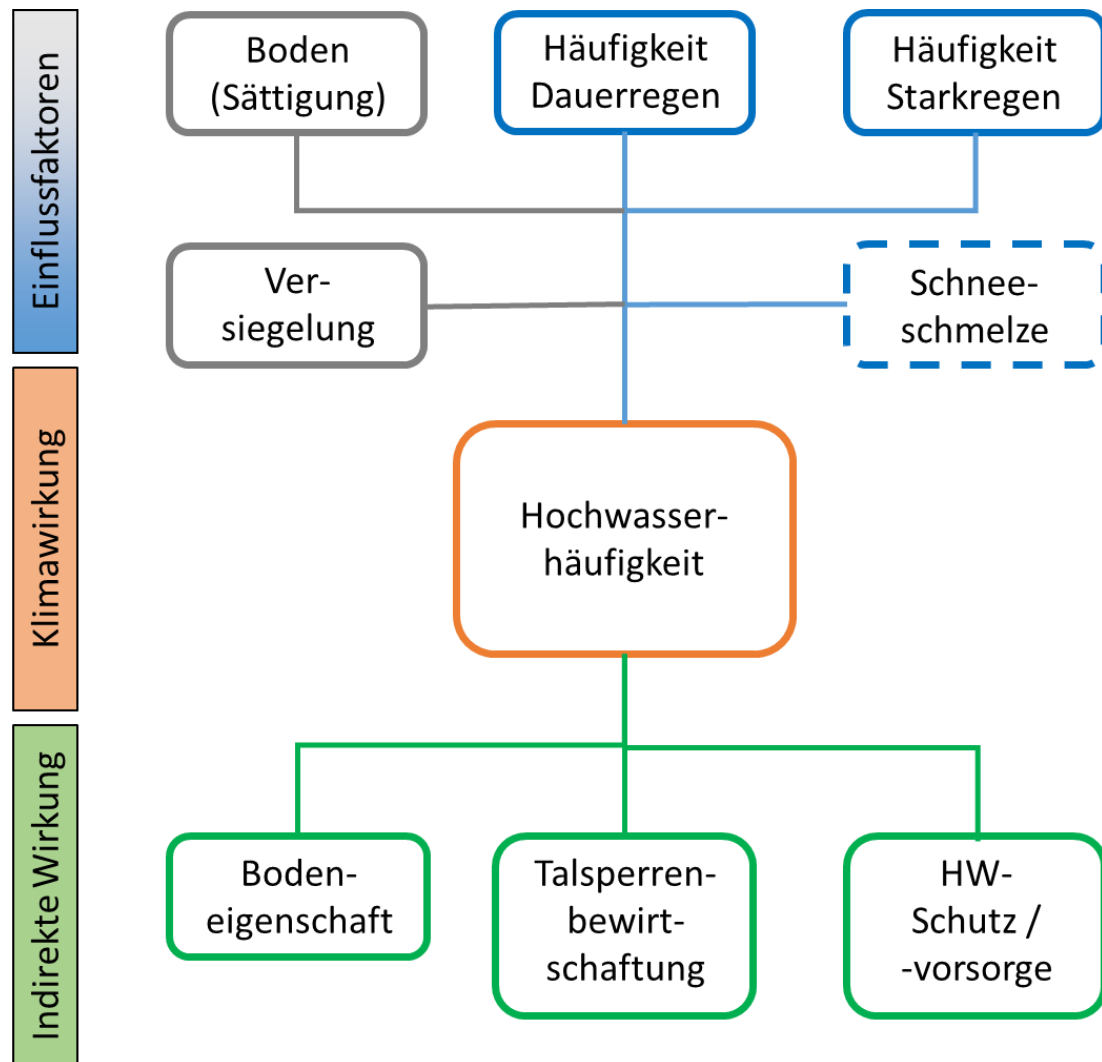 Einflussfaktoren
Boden
(Sättigung)
Häufigkeit
Dauerregen
Häufigkeit
Starkregen
Ver-
siegelung
Schnee-
schmelze
Klimawirkung
Hochwasser-
häufigkeit
Indirekte Wirkung
Boden-
eigenschaft
Talsperren-
bewirt-
schaftung
HW-
Schutz /
-vorsorge